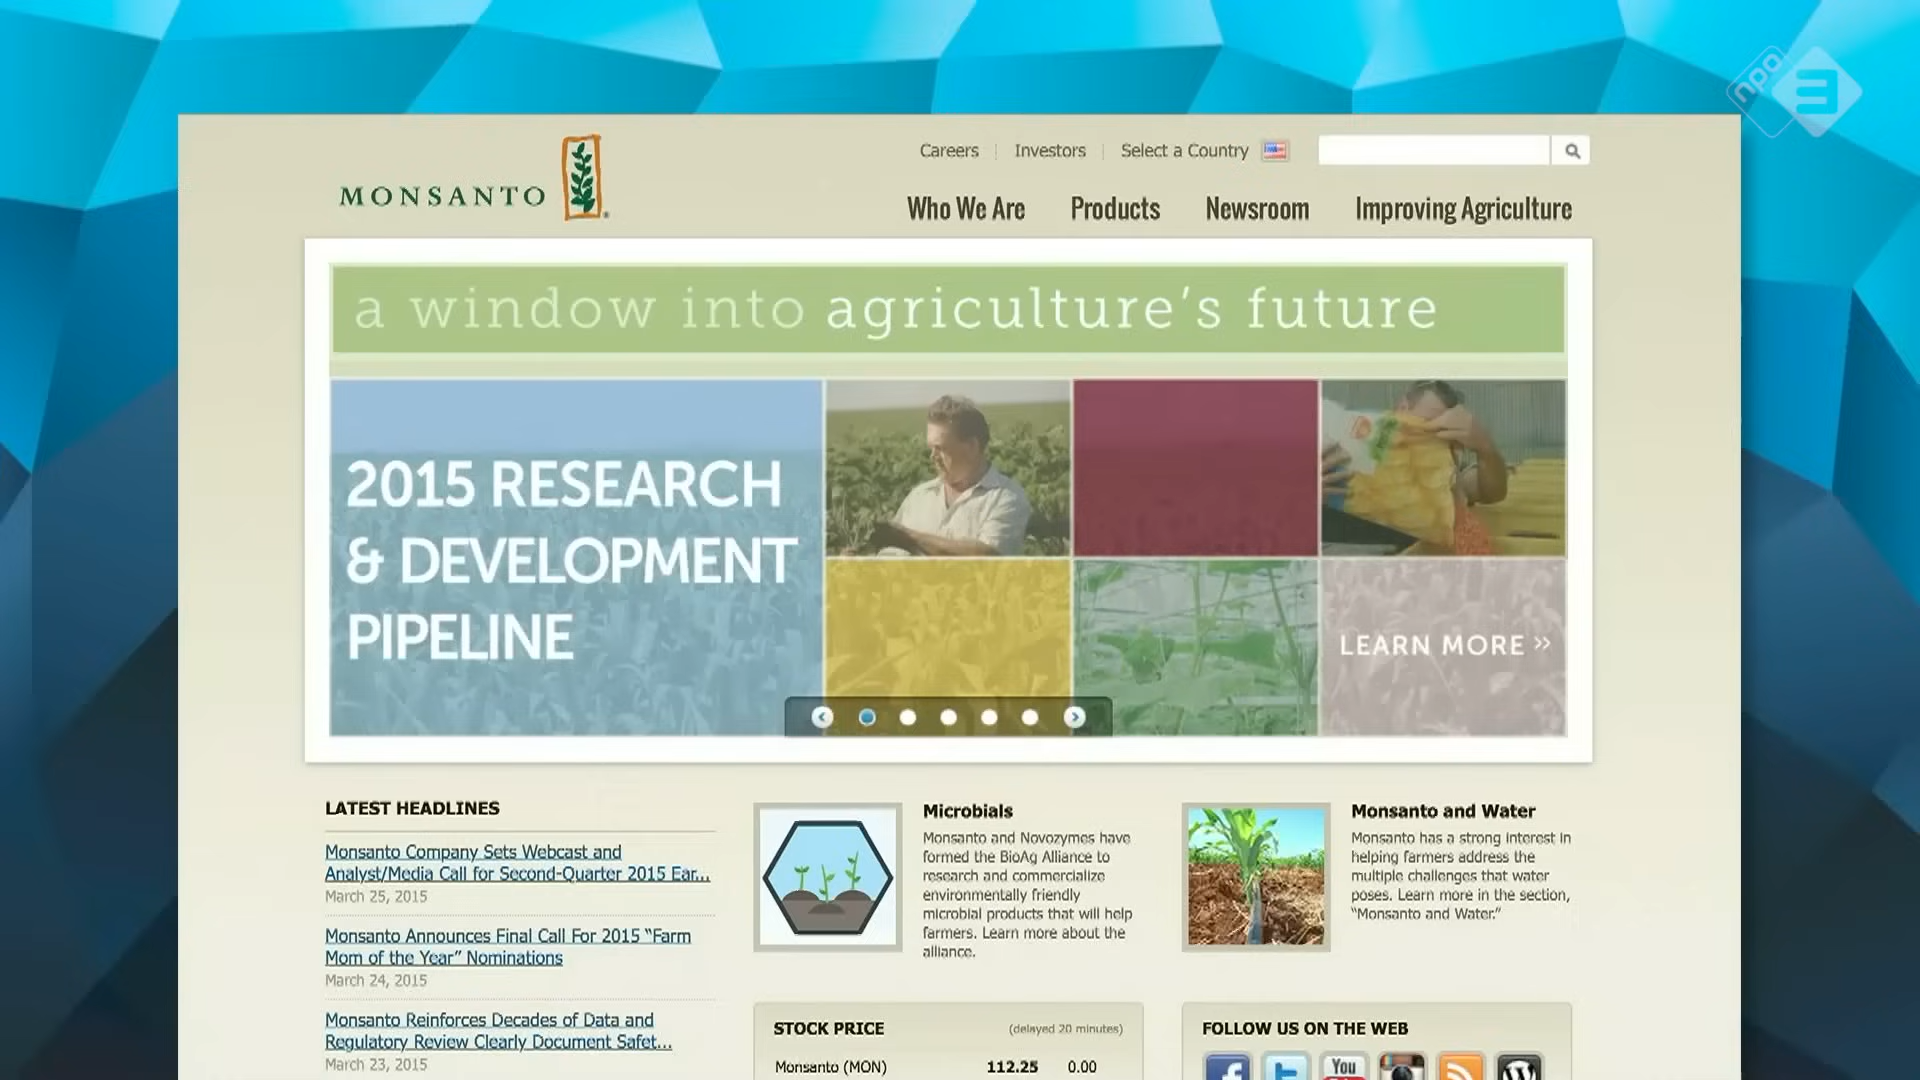 npo 3
MONSANTO
Careers
Investors
Select a Country
Who We Are
Products
Newsroom
Improving Agriculture
a window into agriculture's future
2015 RESEARCH
& DEVELOPMENT
PIPELINE
LEARN MORE »
LATEST HEADLINES
Monsanto Company Sets Webcast and
Analyst/Media Call for Second-Quarter 2015 Ear...
March 25, 2015
Monsanto Announces Final Call For 2015 “Farm
Mom of the Year” Nominations
March 24, 2015
Monsanto Reinforces Decades of Data and
Regulatory Review Clearly Document Safet...
March 23, 2015
Microbials
Monsanto and Novozymes have
formed the BioAg Alliance to
research and commercialize
environmentally friendly
microbial products that will help
farmers. Learn more about the
alliance.
Monsanto and Water
Monsanto has a strong interest in
helping farmers address the
multiple challenges that water
poses. Learn more in the section,
“Monsanto and Water.”
STOCK PRICE
(delayed 20 minutes)
Monsanto (MON) 112.25 0.00
FOLLOW US ON THE WEB
You